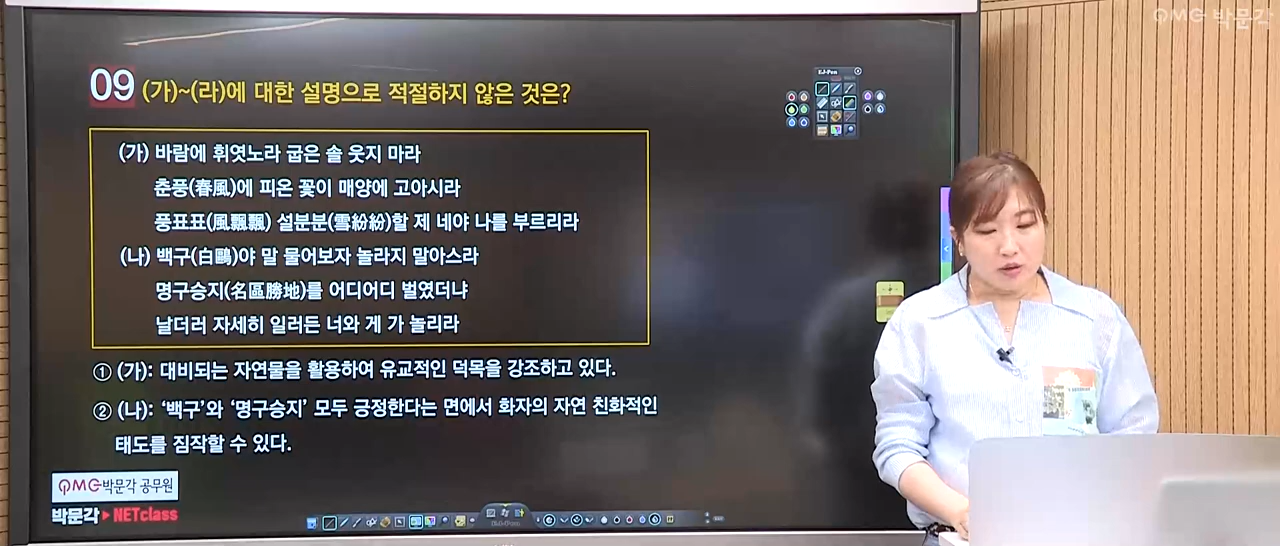 QMG 박문각
09 (가)~(라)에 대한 설명으로 적절하지 않은 것은?
EJ-Pen
(가) 바람에 휘엿노라 굽은 솔 웃지 마라
춘풍(春風)에 피온 꽃이 매양에 고아시랴
풍표표(風飄飄) 설분분(雪紛紛)할 제 네야 나를 부르리라
(나) 백구(白鷗)야 말 물어보자 놀라지 말아스라
명구승지(名區勝地)를 어디어디 벌였더냐
날더러 자세히 일러든 너와 게 가 놀리라
① (가): 대비되는 자연물을 활용하여 유교적인 덕목을 강조하고 있다.
② (나): ‘백구’와 ‘명구승지’ 모두 긍정한다는 면에서 화자의 자연 친화적인
태도를 짐작할 수 있다.
QMG박문각 공무원
박문각 ▶ NETclass